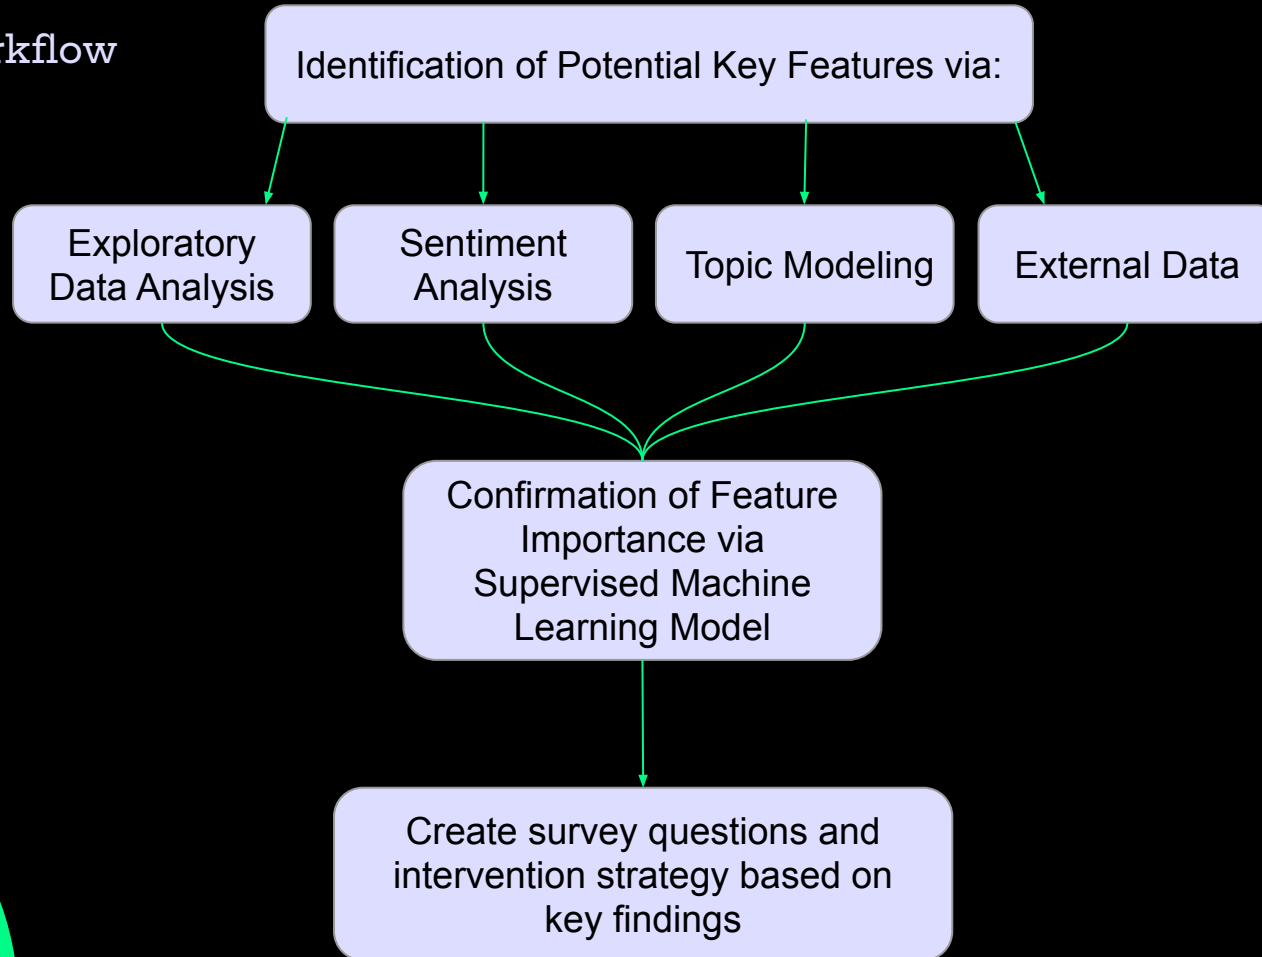 rkflow
Identification of Potential Key Features via:
Exploratory
Data Analysis
Sentiment
Analysis
Topic Modeling
External Data
Confirmation of Feature
Importance via
Supervised Machine
Learning Model
Create survey questions and
intervention strategy based on
key findings